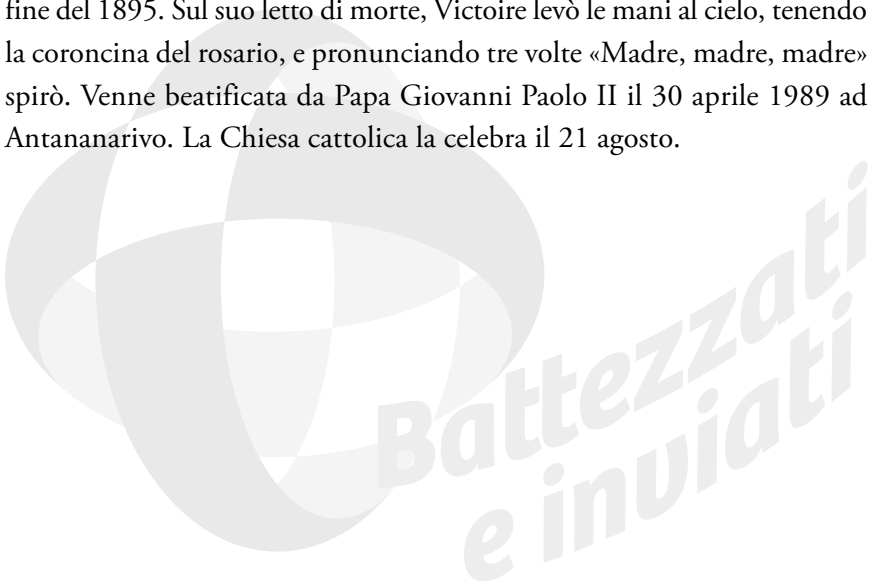 fine del 1895. Sul suo letto di morte, Victoire levò le mani al cielo, tenendo
la coroncina del rosario, e pronunciando tre volte «Madre, madre, madre»
spirò. Venne beatificata da Papa Giovanni Paolo II il 30 aprile 1989 ad
Antananarivo. La Chiesa cattolica la celebra il 21 agosto.
Battezzati
e inviati